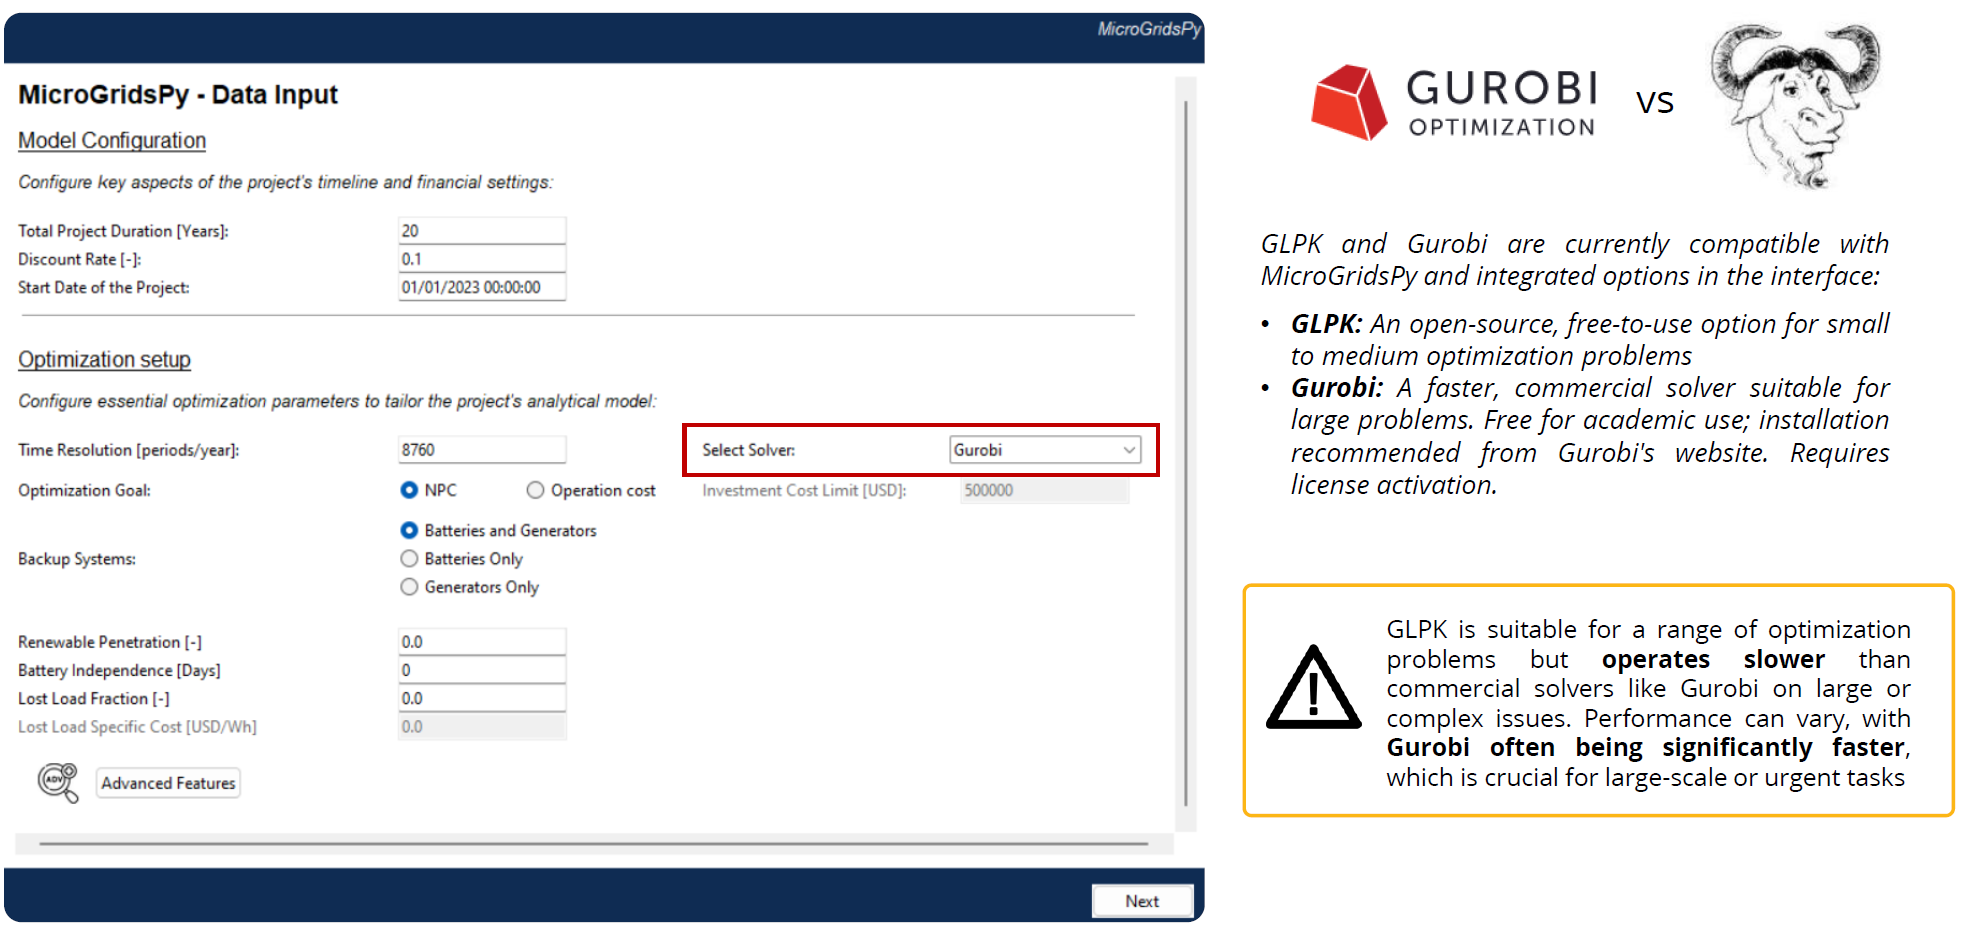 MicroGridsPy
MicroGridsPy - Data Input
Model Configuration
Configure key aspects of the project's timeline and financial settings:
Total Project Duration [Years]: 20
Discount Rate [-]: 0.1
Start Date of the Project: 01/01/2023 00:00:00
Optimization setup
Configure essential optimization parameters to tailor the project's analytical model:
Time Resolution [periods/year]: 8760 Select Solver: Gurobi
Optimization Goal: NPC Operation cost Investment Cost Limit [USD]: 500000
Batteries and Generators
Backup Systems: Batteries Only
Generators Only
Renewable Penetration [-] 0.0
Battery Independence [Days] 0
Lost Load Fraction [-] 0.0
Lost Load Specific Cost [USD/Wh] 0.0
ADV Advanced Features
Next
GUROBI
OPTIMIZATION
VS
GLPK and Gurobi are currently compatible with
MicroGridsPy and integrated options in the interface:
• GLPK: An open-source, free-to-use option for small
to medium optimization problems
• Gurobi: A faster, commercial solver suitable for
large problems. Free for academic use; installation
recommended from Gurobi's website. Requires
license activation.
GLPK is suitable for a range of optimization
problems but operates slower than
commercial solvers like Gurobi on large or
complex issues. Performance can vary, with
Gurobi often being significantly faster,
which is crucial for large-scale or urgent tasks